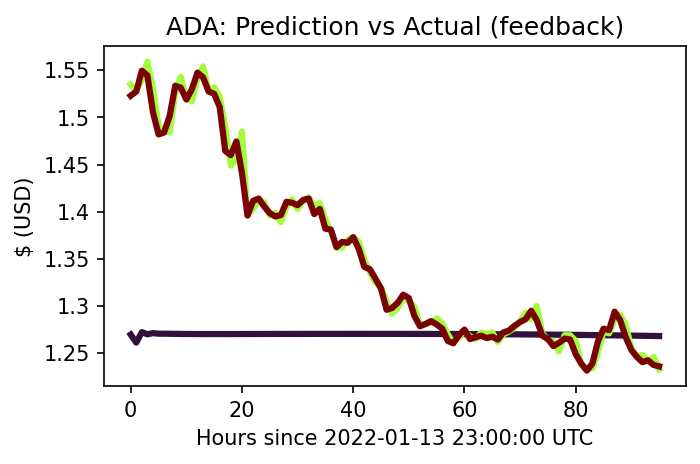 ADA: Prediction vs Actual (feedback)
1.55
1.5
1.45
1.4
1.35
1.3
1.25
$ (USD)
0 20 40 60 80
Hours since 2022-01-13 23:00:00 UTC